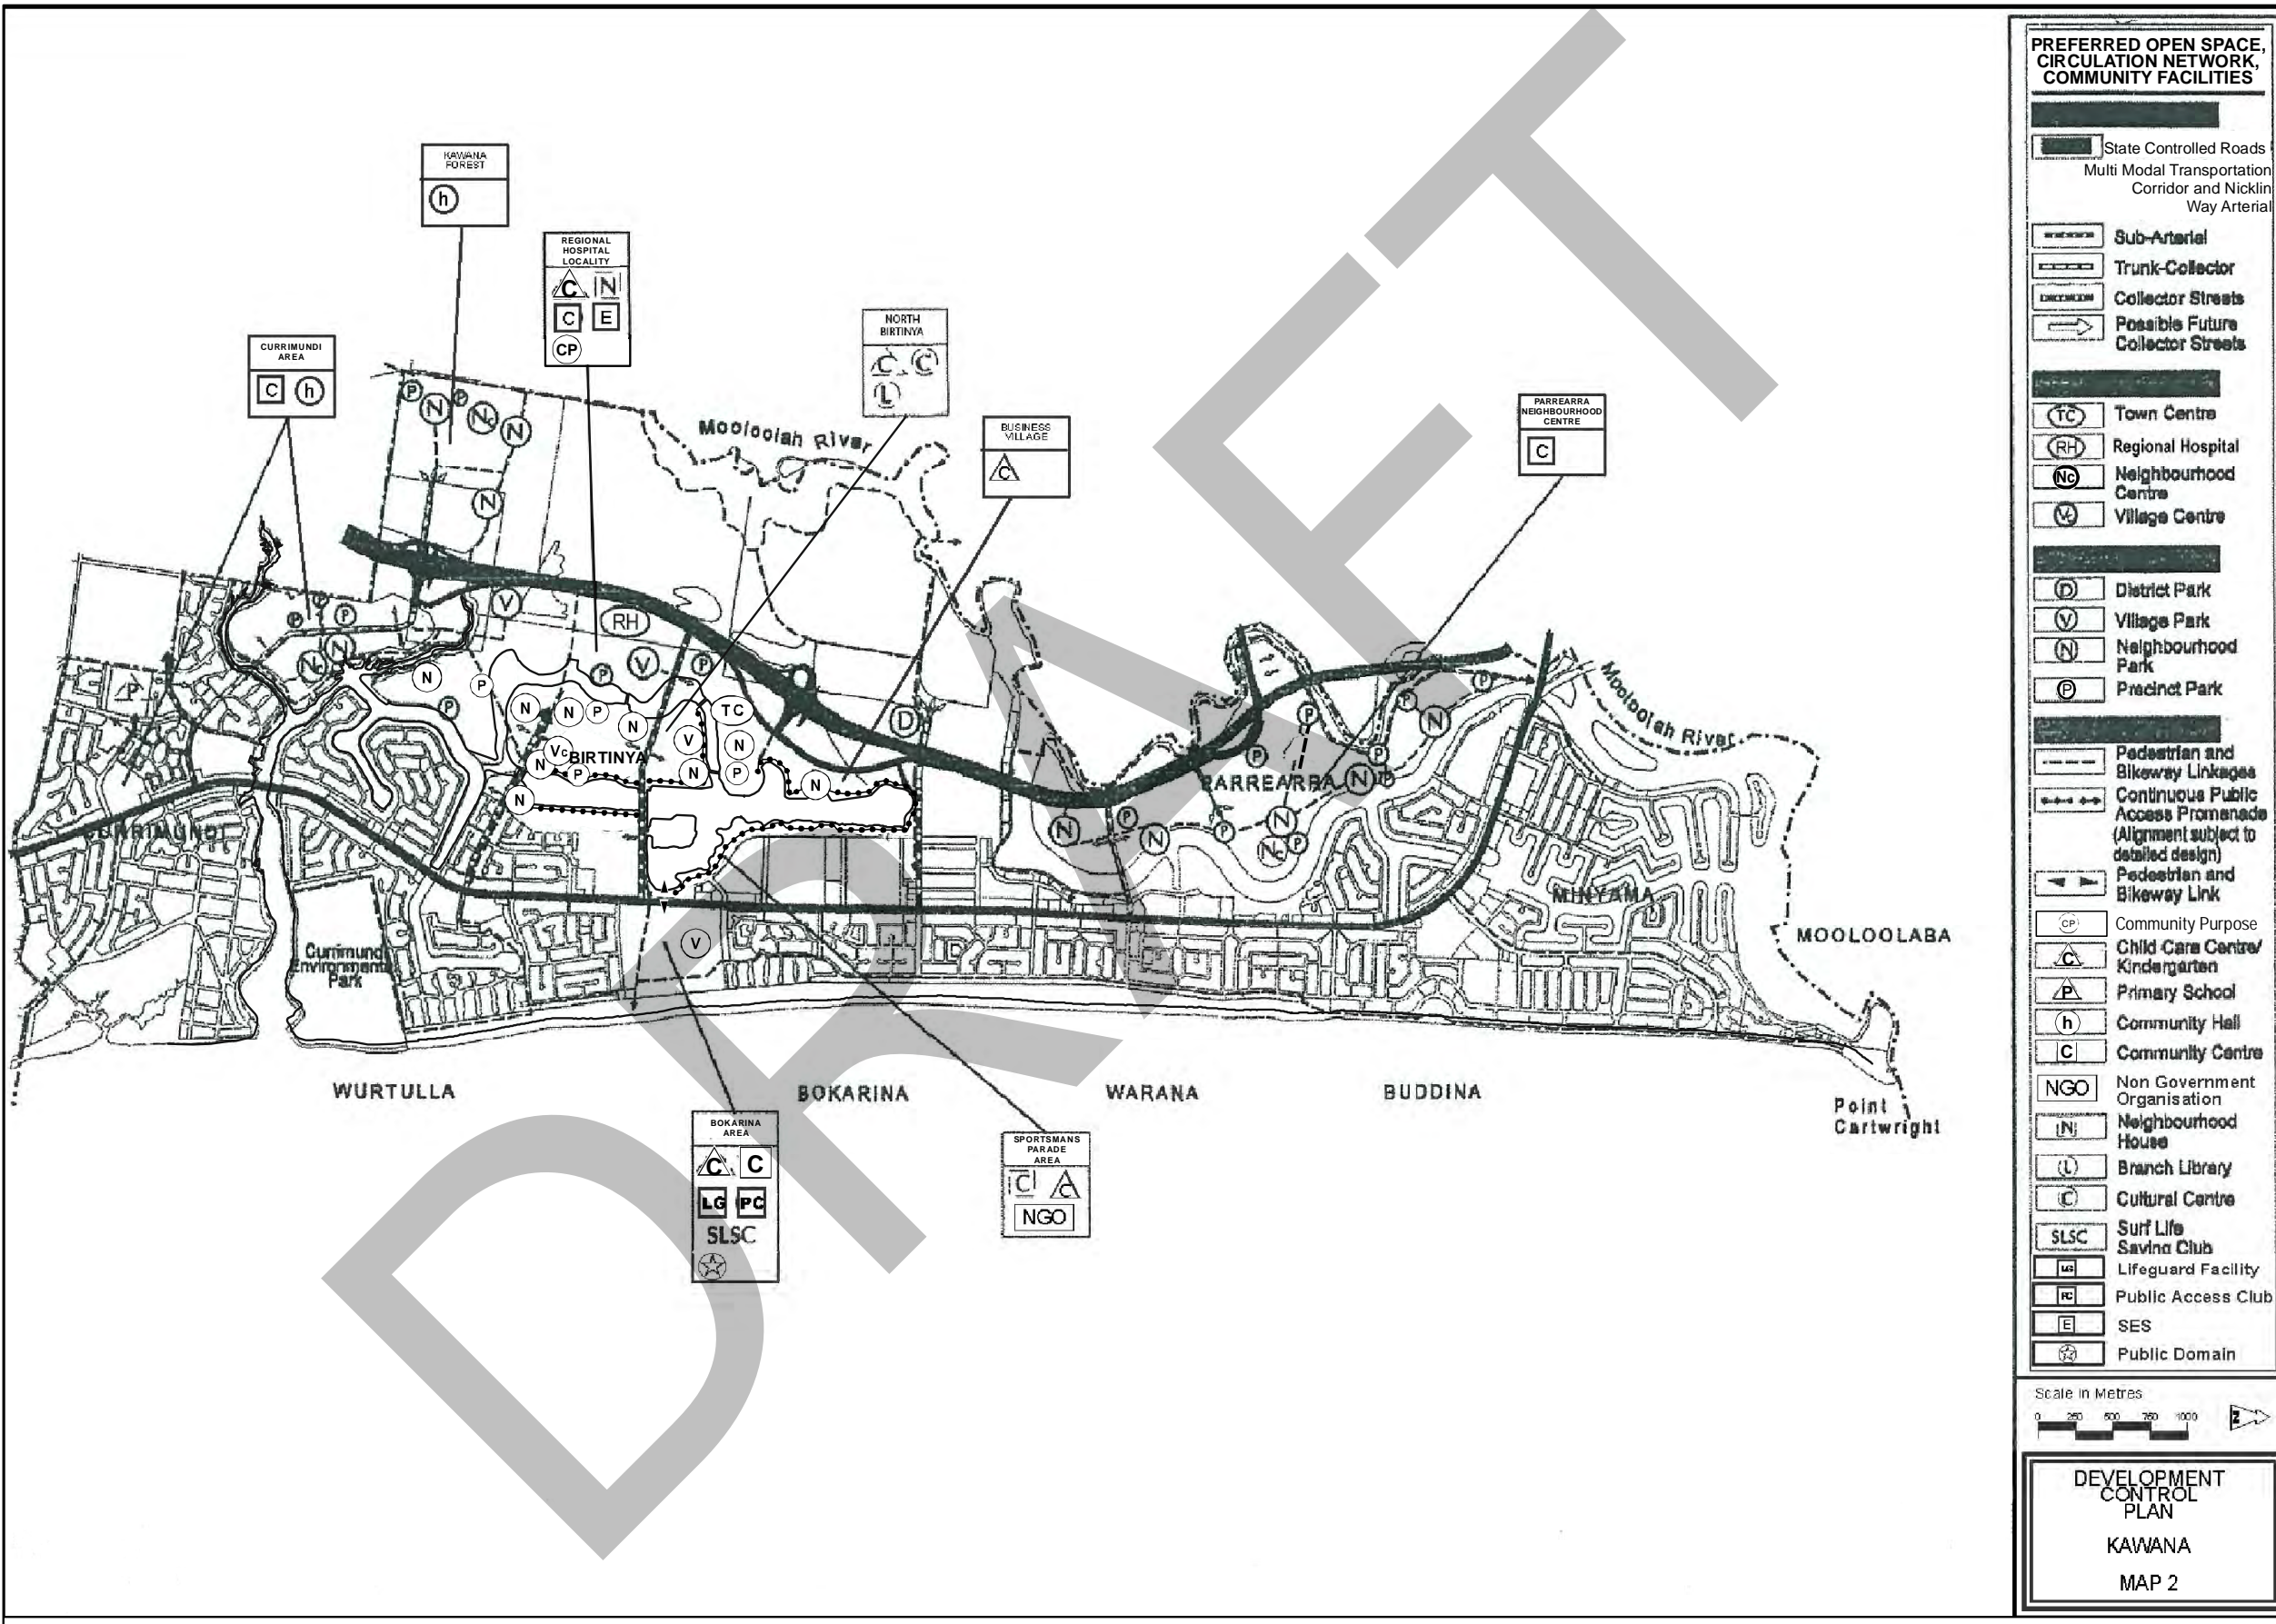 PREFERRED OPEN SPACE,
CIRCULATION NETWORK,
COMMUNITY FACILITIES
State Controlled Roads
Multi Modal Transportation
Corridor and Nicklin
Way Arterial
Sub-Arterial
Trunk-Collector
Collector Streets
Possible Future
Collector Streets
TC Town Centre
RH Regional Hospital
Nc Neighbourhood
Centre
Vc Village Centre
D District Park
V Village Park
N Neighbourhood
Park
P Precinct Park
Pedestrian and
Bikeway Linkages
Continuous Public
Access Promenade
(Alignment subject to
detailed design)
Pedestrian and
Bikeway Link
CP Community Purpose
C Child Care Centre/
Kindergarten
P Primary School
h Community Hall
C Community Centre
NGO Non Government
Organisation
N Neighbourhood
House
L Branch Library
C Cultural Centre
SLSC Surf Life
Saving Club
LG Lifeguard Facility
PC Public Access Club
E SES
Public Domain
Scale in Metres
0 250 500 750 1000
N
DEVELOPMENT
CONTROL
PLAN
KAWANA
MAP 2
KAWANA
FOREST
h
REGIONAL
HOSPITAL
LOCALITY
C N
C E
CP
CURRIMUNDI
AREA
C h
NORTH
BIRTINYA
C C
L
BUSINESS
VILLAGE
C
PARREARRA
NEIGHBOURHOOD
CENTRE
C
Mooloolah River
Mooloolah River
RH
TC
D
Vc
BIRTINYA
PARREARRA
CURRIMUNDI
MINYAMA
Currimundi
Environmental
Park
MOOLOOLABA
WURTULLA
BOKARINA
WARANA
BUDDINA
Point
Cartwright
BOKARINA
AREA
C C
LG PC
SLSC
SPORTSMANS
PARADE
AREA
C C
NGO
DRAFT